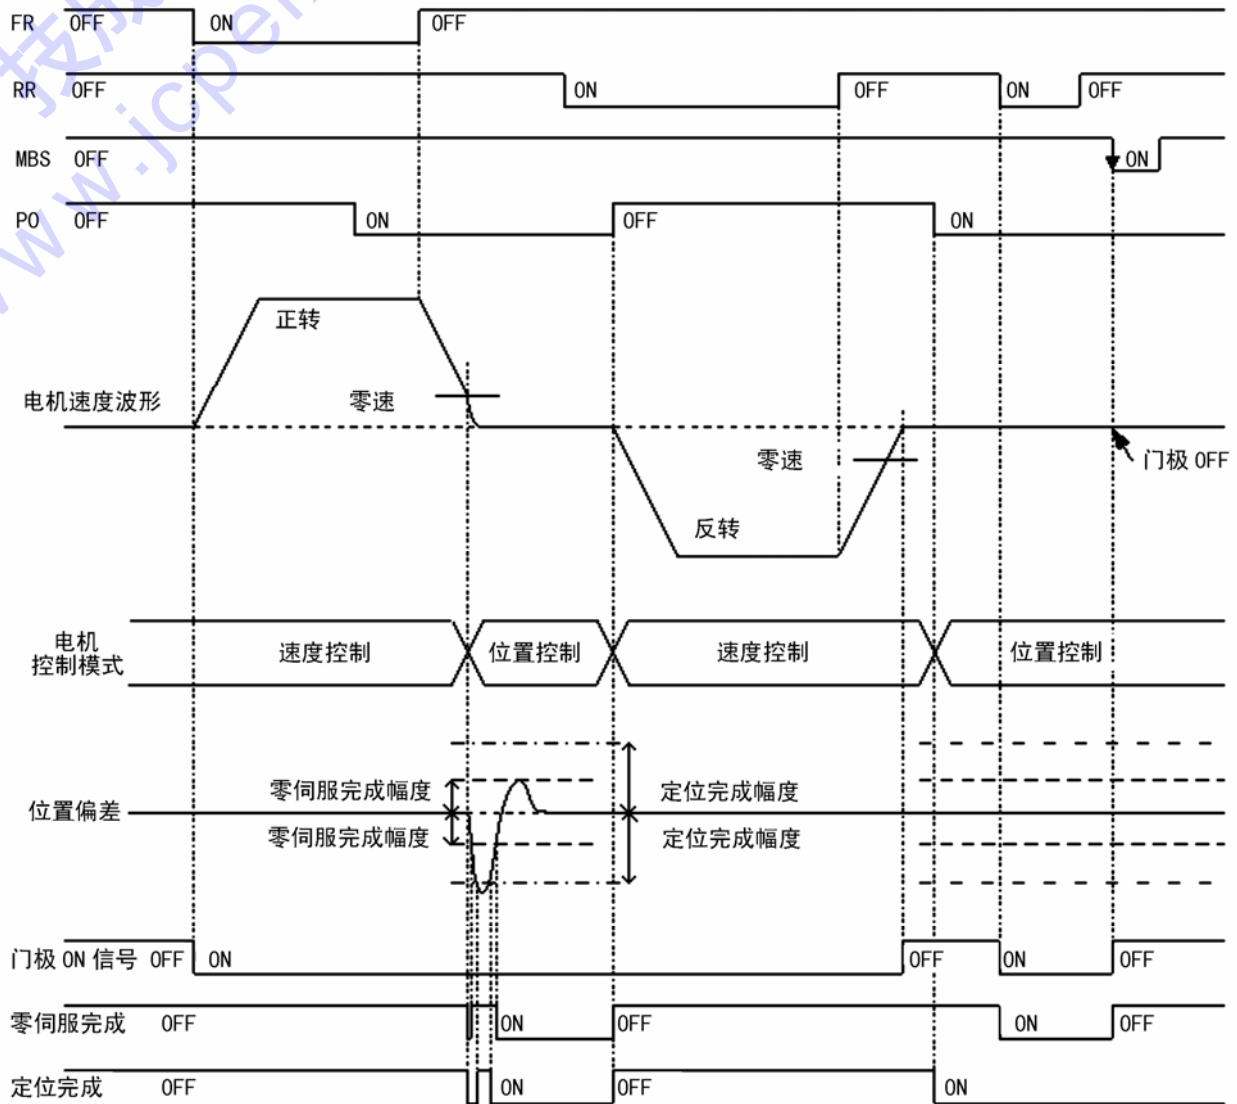 FR OFF ON OFF
RR OFF ON OFF ON OFF
MBS OFF ON
PO OFF ON OFF ON
正转
电机速度波形 零速
零速 门极 OFF
反转
电机
控制模式 速度控制 位置控制 速度控制 位置控制
零伺服完成幅度 定位完成幅度
位置偏差
零伺服完成幅度 定位完成幅度
门极 ON 信号 OFF ON OFF ON OFF
零伺服完成 OFF ON OFF ON OFF
定位完成 OFF ON OFF ON
技成
www.jcpen